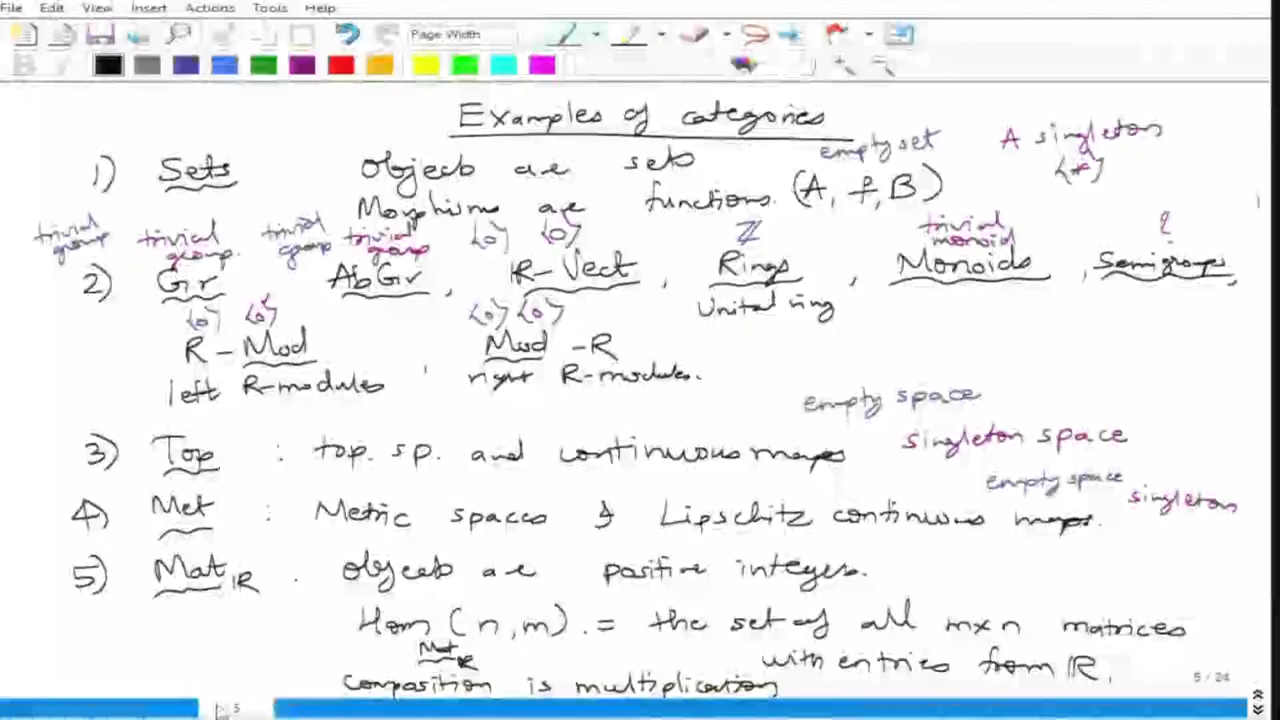 File Edit View Insert Actions Tools Help
Page Width
Examples of categories
1) Sets objects are sets empty set A singleton
Morphisms are functions. (A, f, B) {*}
trivial group trivial group. trivial group trivial group {0} {0} ℤ trivial monoid ?
2) Gr AbGr, R-Vect, Rings, Monoids, Semigroups,
Unital ring
{0} {0} {0} {0}
R-Mod, Mod-R
left R-modules right R-modules.
empty space
3) Top : top. sp. and continuous maps singleton space
empty space singleton
4) Met : Metric spaces & Lipschitz continuous maps.
5) Mat_ℝ. objects are positive integers.
Hom_{Mat_ℝ}(n, m). = the set of all m×n matrices
with entries from ℝ.
composition is multiplication
5 / 24
5